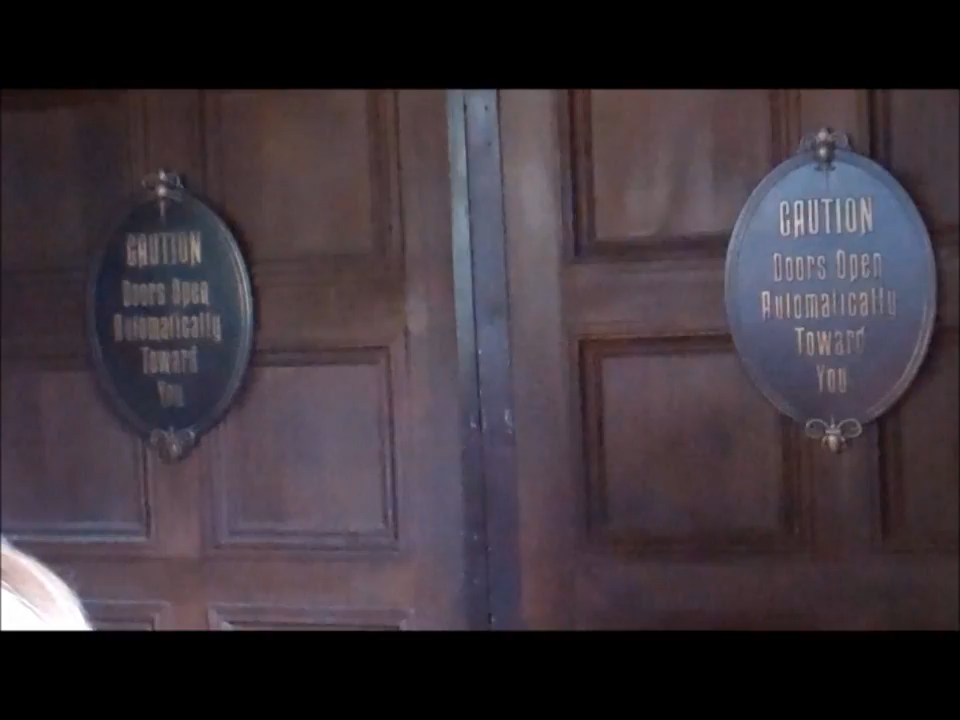 CAUTION
Doors Open
Automatically
Toward
You
CAUTION
Doors Open
Automatically
Toward
You